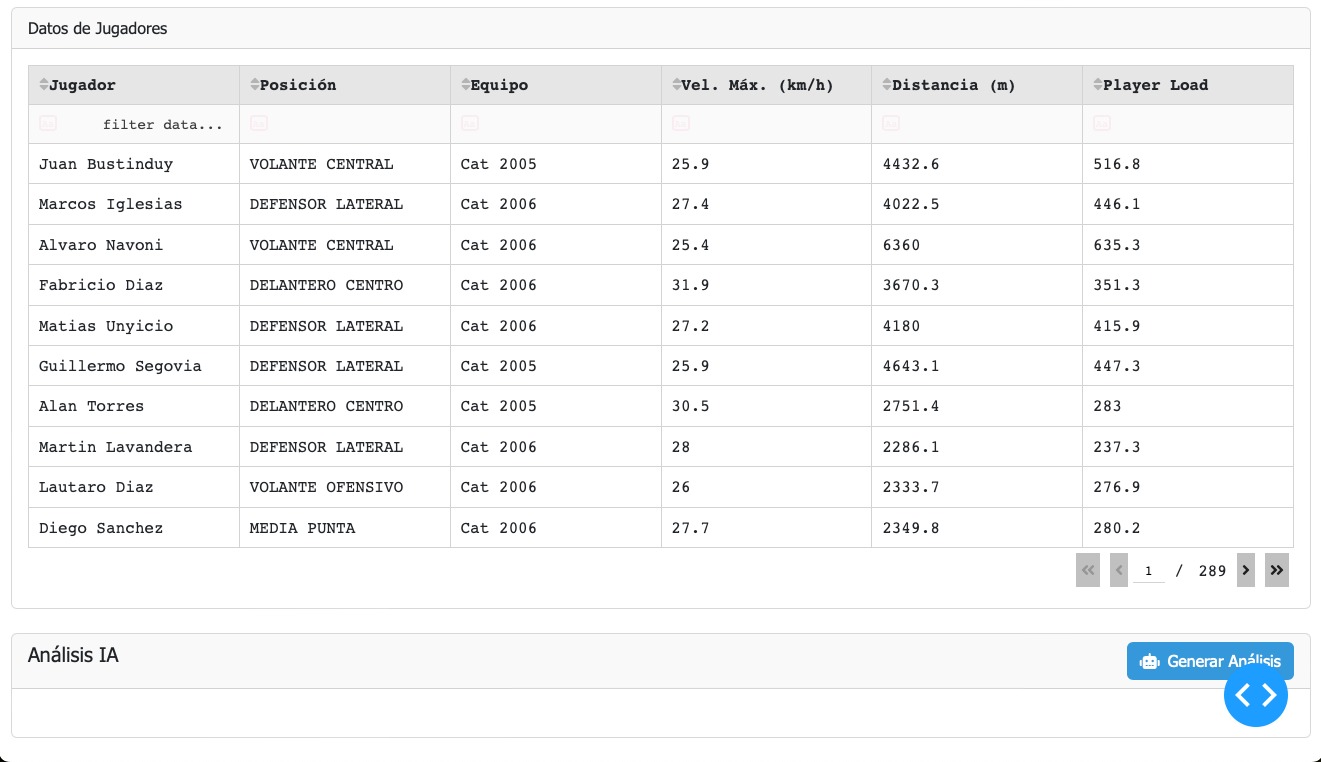 Datos de Jugadores
Jugador Posición Equipo Vel. Máx. (km/h) Distancia (m) Player Load
filter data...
Juan Bustinduy VOLANTE CENTRAL Cat 2005 25.9 4432.6 516.8
Marcos Iglesias DEFENSOR LATERAL Cat 2006 27.4 4022.5 446.1
Alvaro Navoni VOLANTE CENTRAL Cat 2006 25.4 6360 635.3
Fabricio Diaz DELANTERO CENTRO Cat 2006 31.9 3670.3 351.3
Matias Unyicio DEFENSOR LATERAL Cat 2006 27.2 4180 415.9
Guillermo Segovia DEFENSOR LATERAL Cat 2005 25.9 4643.1 447.3
Alan Torres DELANTERO CENTRO Cat 2005 30.5 2751.4 283
Martin Lavandera DEFENSOR LATERAL Cat 2006 28 2286.1 237.3
Lautaro Diaz VOLANTE OFENSIVO Cat 2006 26 2333.7 276.9
Diego Sanchez MEDIA PUNTA Cat 2006 27.7 2349.8 280.2
1 / 289
Análisis IA
Generar Análisis